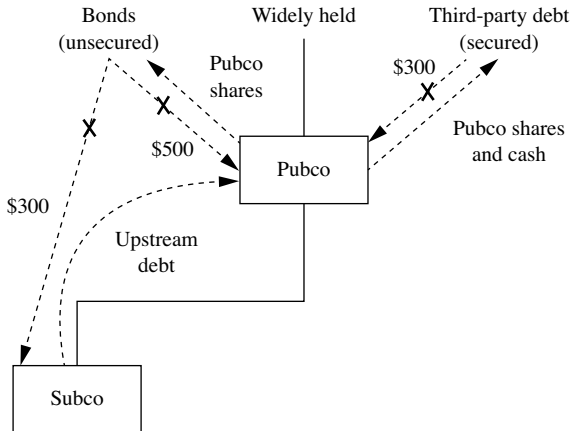 Bonds
(unsecured)
Widely held
Third-party debt
(secured)
Pubco
shares
$300
$500
Pubco shares
and cash
Pubco
$300
Upstream
debt
Subco